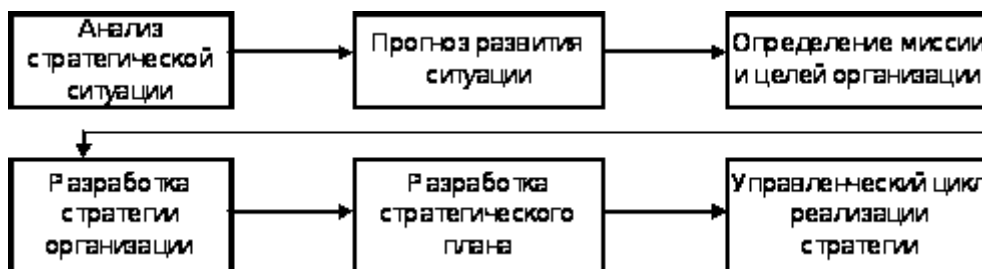 Анализ
стратегической
ситуации
Прогноз развития
ситуации
Определение миссии
и целей организации
Разработка
стратегии
организации
Разработка
стратегического
плана
Управленческий цикл
реализации
стратегии